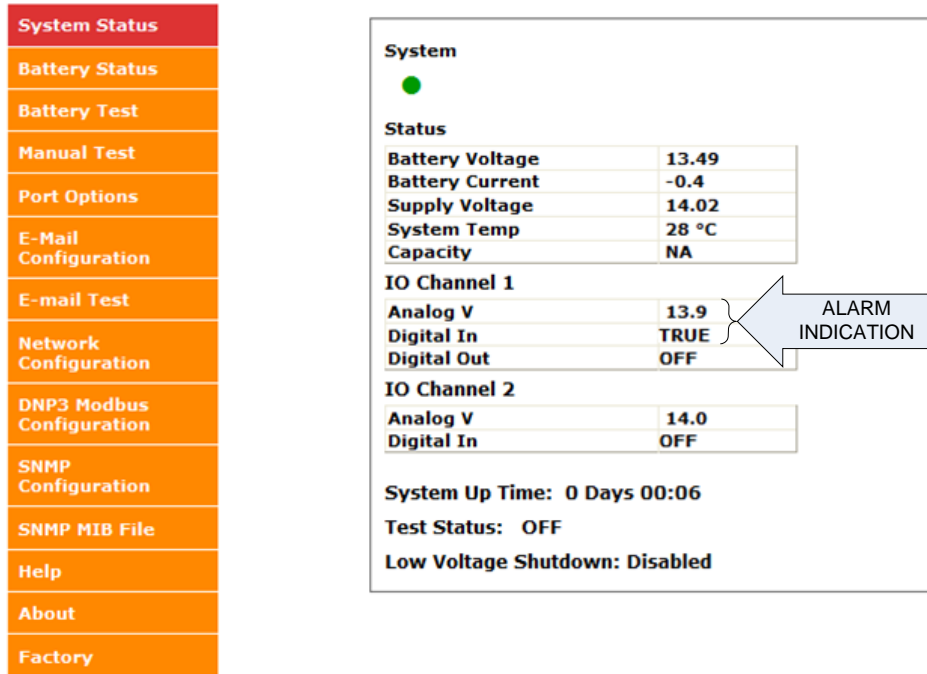 System Status
Battery Status
Battery Test
Manual Test
Port Options
E-Mail
Configuration
E-mail Test
Network
Configuration
DNP3 Modbus
Configuration
SNMP
Configuration
SNMP MIB File
Help
About
Factory
System
Status
Battery Voltage 13.49
Battery Current -0.4
Supply Voltage 14.02
System Temp 28 °C
Capacity NA
IO Channel 1
Analog V 13.9
Digital In TRUE
Digital Out OFF
ALARM
INDICATION
IO Channel 2
Analog V 14.0
Digital In OFF
System Up Time: 0 Days 00:06
Test Status: OFF
Low Voltage Shutdown: Disabled